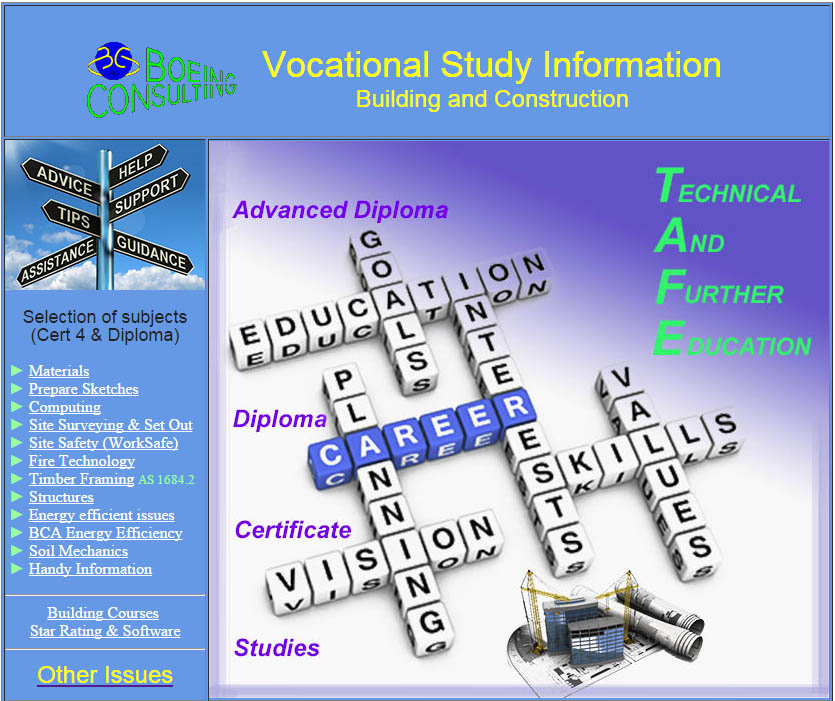 BC BOEING
CONSULTING
Vocational Study Information
Building and Construction
ADVICE
HELP
SUPPORT
TIPS
ASSISTANCE
GUIDANCE
Selection of subjects
(Cert 4 & Diploma)
Materials
Prepare Sketches
Computing
Site Surveying & Set Out
Site Safety (WorkSafe)
Fire Technology
Timber Framing AS 1684.2
Structures
Energy efficient issues
BCA Energy Efficiency
Soil Mechanics
Handy Information
Building Courses
Star Rating & Software
Other Issues
TECHNICAL
AND
FURTHER
EDUCATION
Advanced Diploma
GOALS
EDUCATION
INTERESTS
PLANNING
Diploma
CAREER
VALUES
SKILLS
Certificate
VISION
Studies